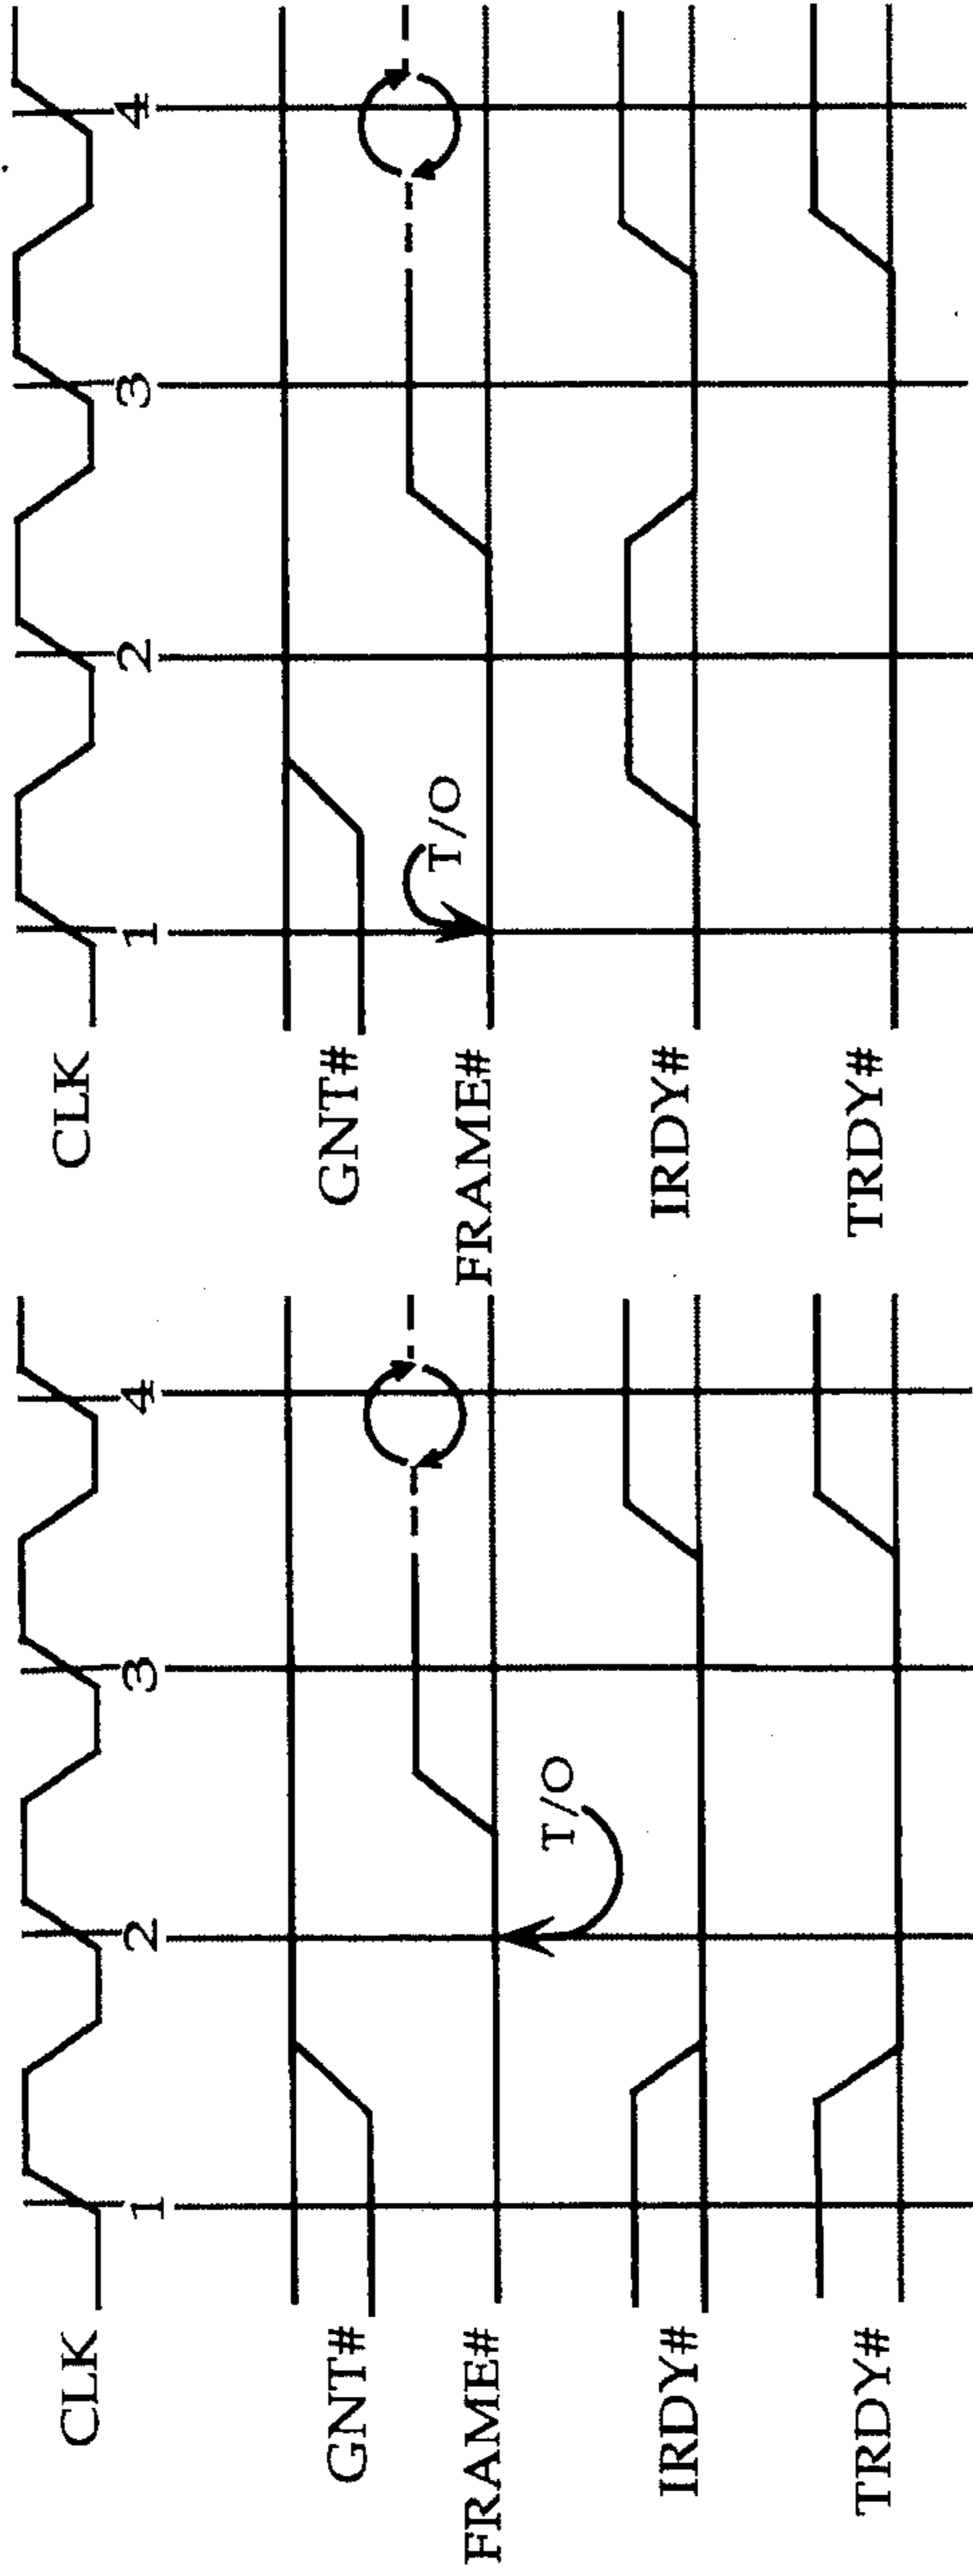 CLK
1 2 3 4
GNT#
FRAME#
T/O
IRDY#
TRDY#
CLK
1 2 3 4
GNT#
T/O
FRAME#
IRDY#
TRDY#